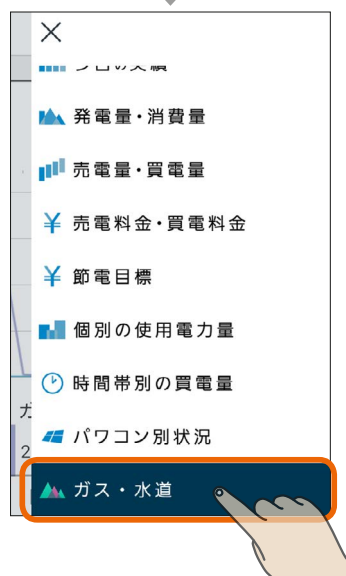 発電量・消費量
売電量・買電量
¥ 売電料金・買電料金
¥ 節電目標
個別の使用電力量
時間帯別の買電量
パワコン別状況
ガ
2
ガス・水道